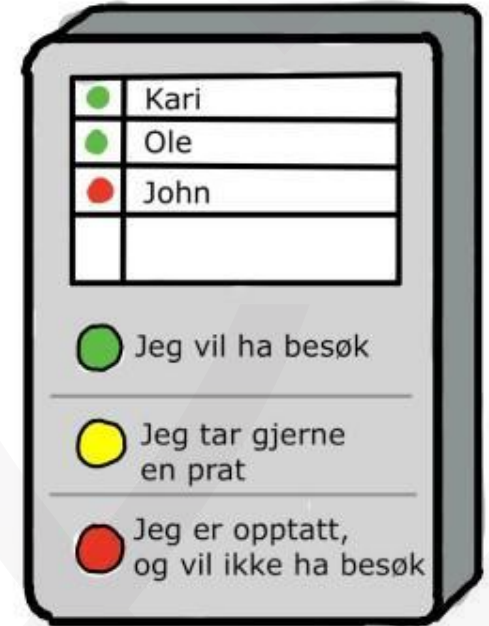 Kari
Ole
John
Jeg vil ha besøk
Jeg tar gjerne
en prat
Jeg er opptatt,
og vil ikke ha besøk